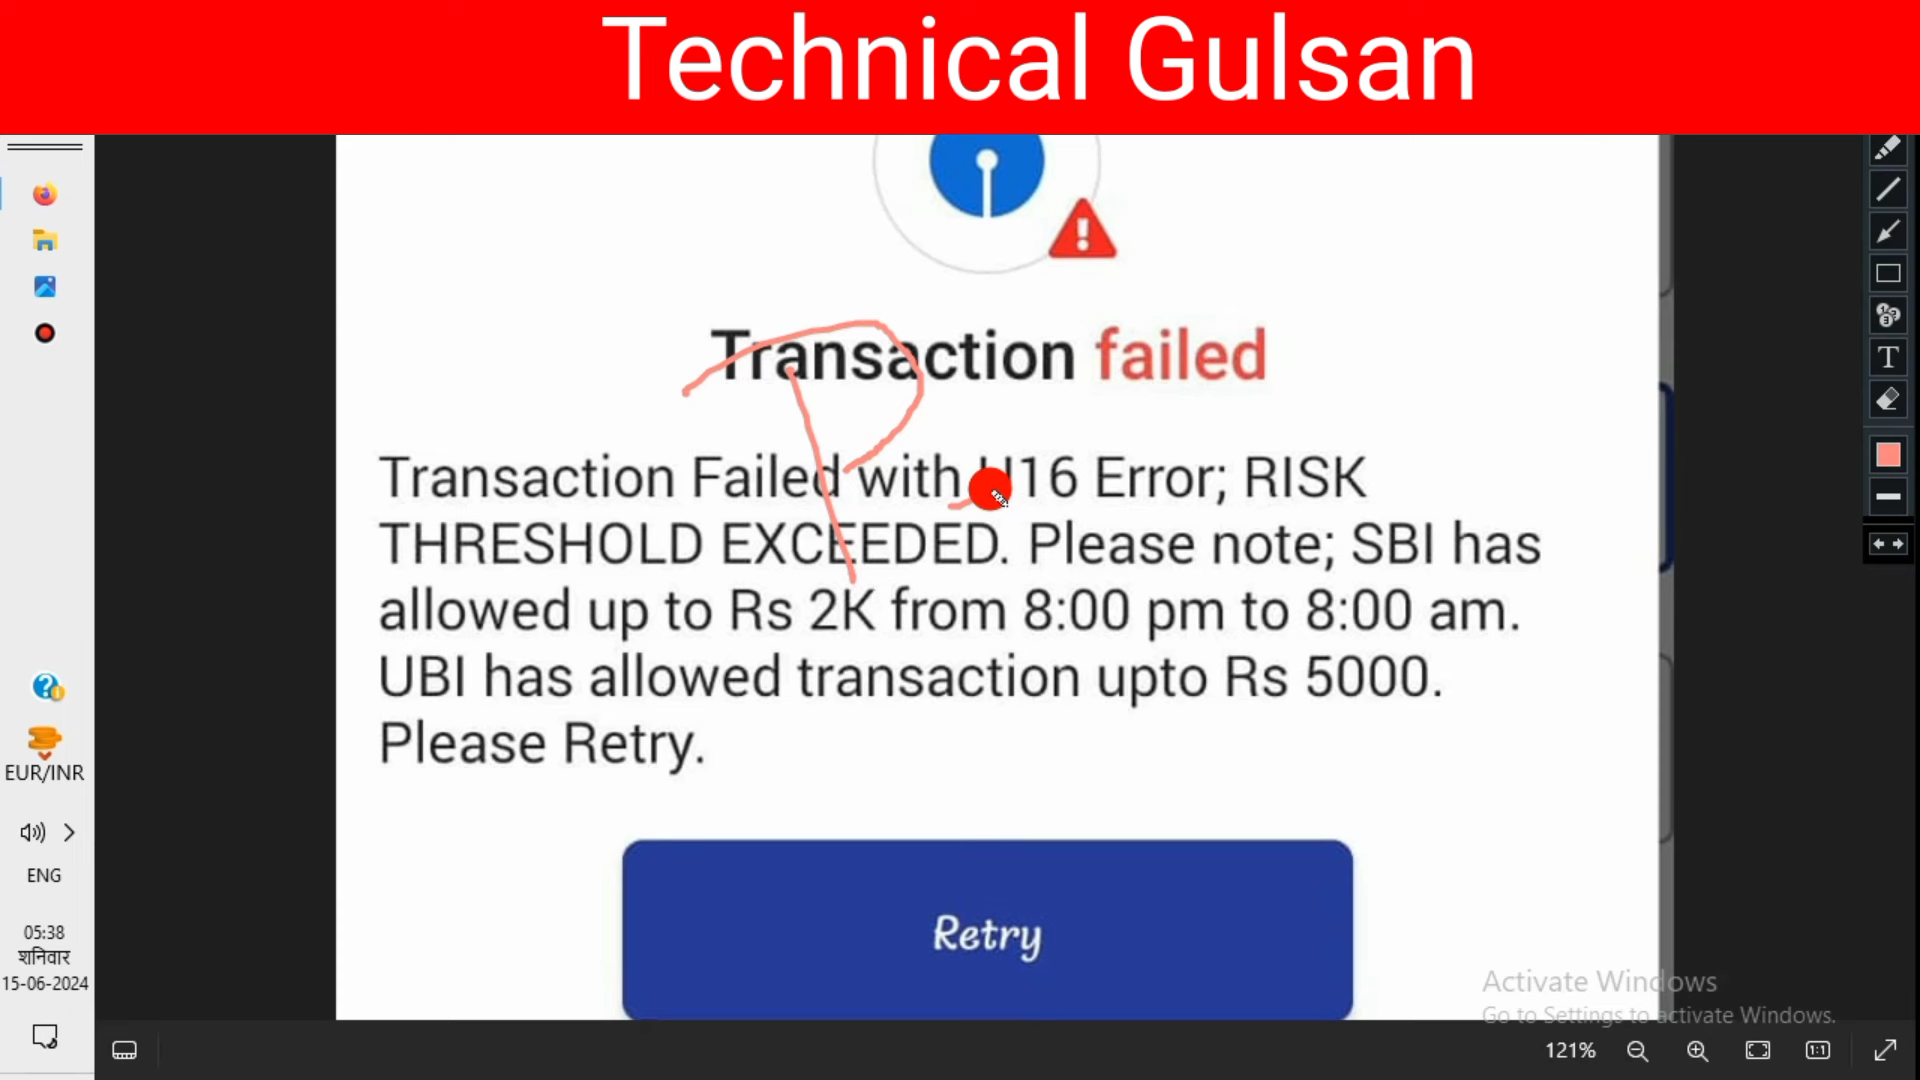 Technical Gulsan
Transaction failed
Transaction Failed with U16 Error; RISK
THRESHOLD EXCEEDED. Please note; SBI has
allowed up to Rs 2K from 8:00 pm to 8:00 am.
UBI has allowed transaction upto Rs 5000.
Please Retry.
Retry
EUR/INR
ENG
05:38
शनिवार
15-06-2024
Activate Windows
Go to Settings to activate Windows.
121%
1:1
T
P